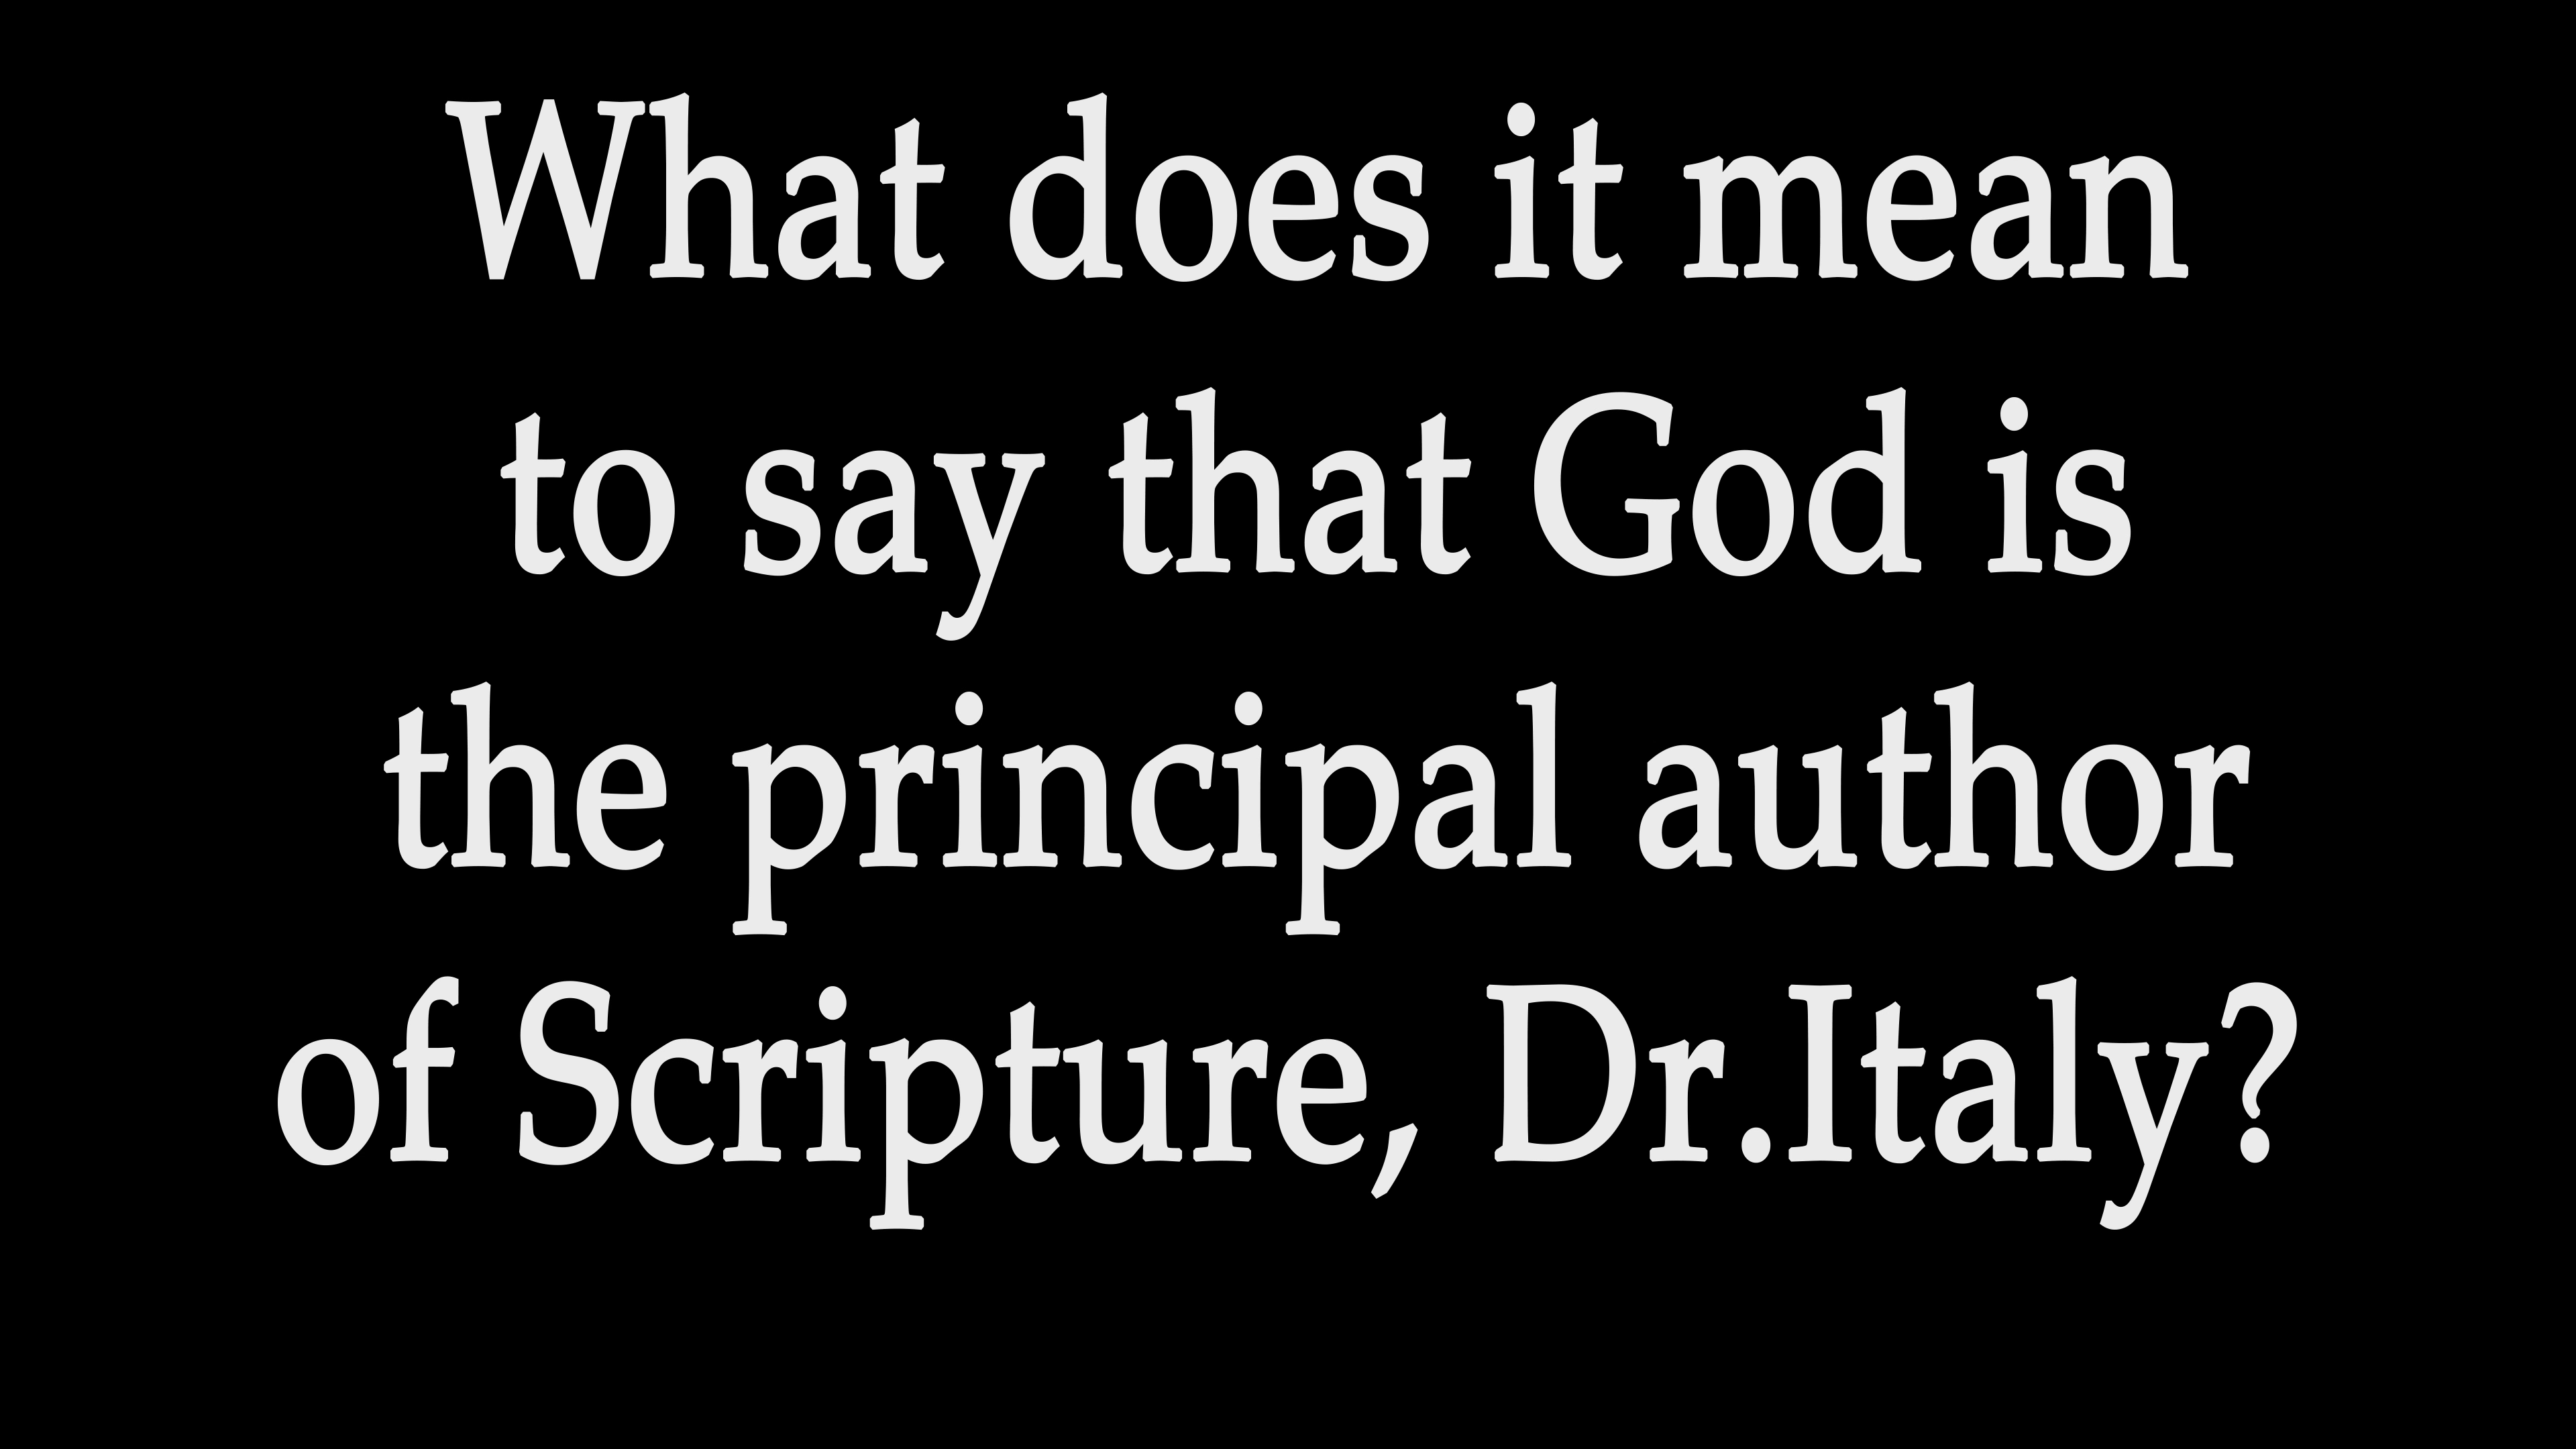 What does it mean
to say that God is
the principal author
of Scripture, Dr.Italy?